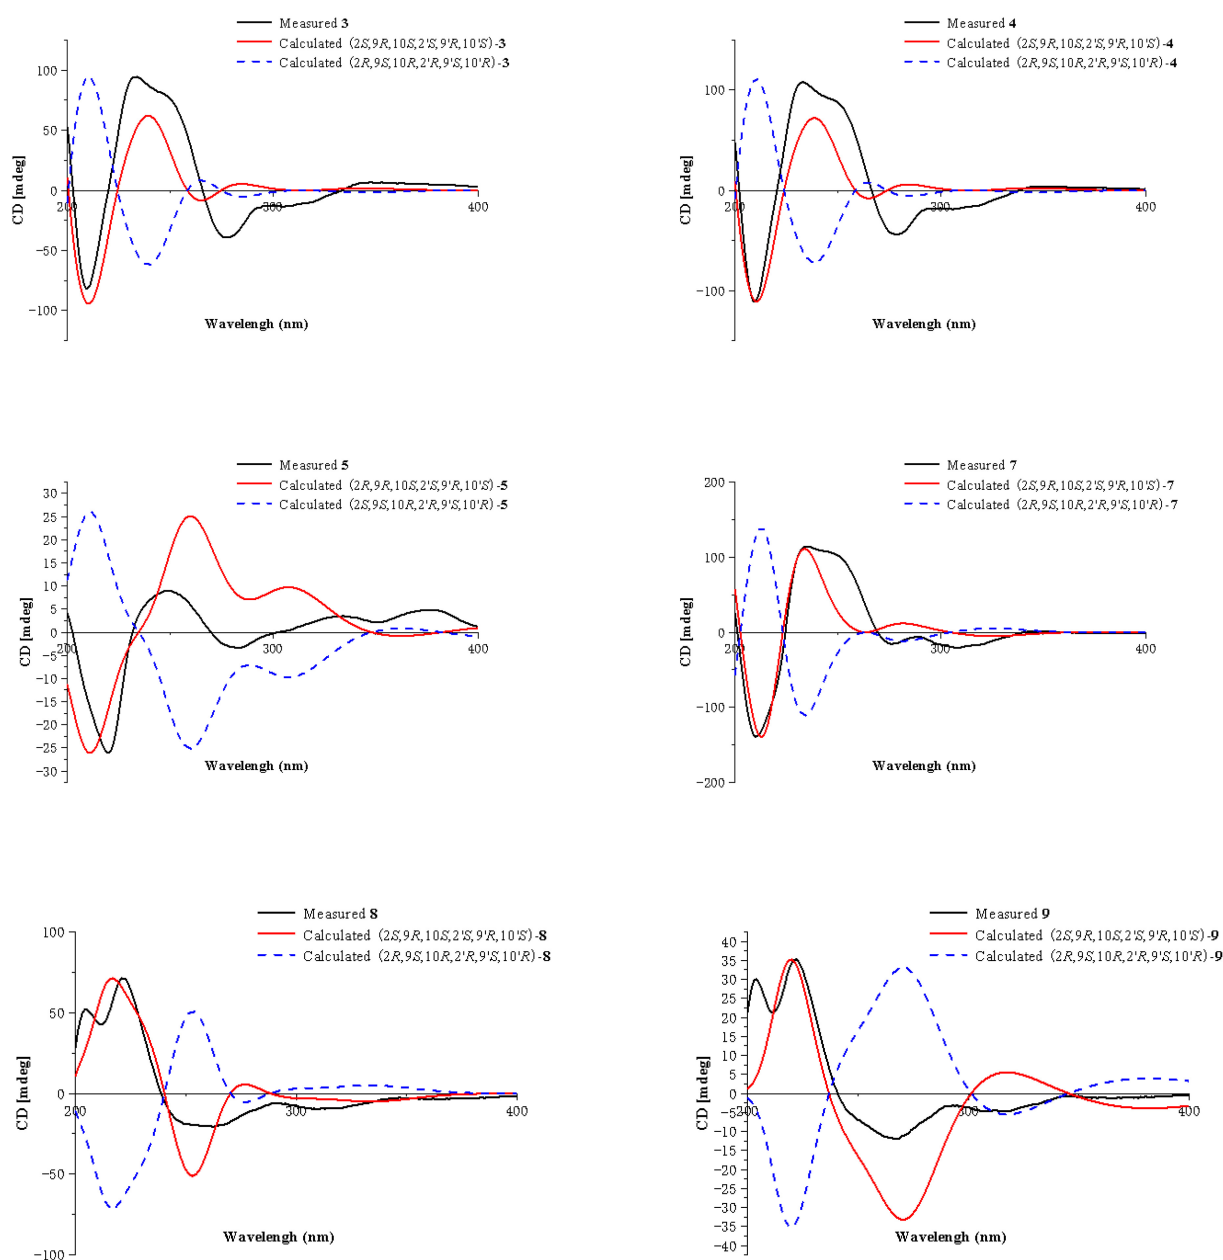 Measured 3
Calculated (2S,9R,10S,2'S,9'R,10'S)-3
Calculated (2R,9S,10R,2'R,9'S,10'R)-3
100
50
0
−50
−100
200
300
400
CD [mdeg]
Wavelengh (nm)
Measured 4
Calculated (2S,9R,10S,2'S,9'R,10'S)-4
Calculated (2R,9S,10R,2'R,9'S,10'R)-4
100
0
−100
200
300
400
CD [mdeg]
Wavelengh (nm)
Measured 5
Calculated (2R,9R,10S,2'S,9'R,10'S)-5
Calculated (2S,9S,10R,2'R,9'S,10'R)-5
30
25
20
15
10
5
0
−5
−10
−15
−20
−25
−30
200
300
400
CD [mdeg]
Wavelengh (nm)
Measured 7
Calculated (2S,9R,10S,2'S,9'R,10'S)-7
Calculated (2R,9S,10R,2'R,9'S,10'R)-7
200
100
0
−100
−200
200
300
400
CD [mdeg]
Wavelengh (nm)
Measured 8
Calculated (2S,9R,10S,2'S,9'R,10'S)-8
Calculated (2R,9S,10R,2'R,9'S,10'R)-8
100
50
0
−50
−100
200
300
400
CD [mdeg]
Wavelengh (nm)
Measured 9
Calculated (2S,9R,10S,2'S,9'R,10'S)-9
Calculated (2R,9S,10R,2'R,9'S,10'R)-9
40
35
30
25
20
15
10
5
0
−5
−10
−15
−20
−25
−30
−35
−40
200
300
400
CD [mdeg]
Wavelengh (nm)